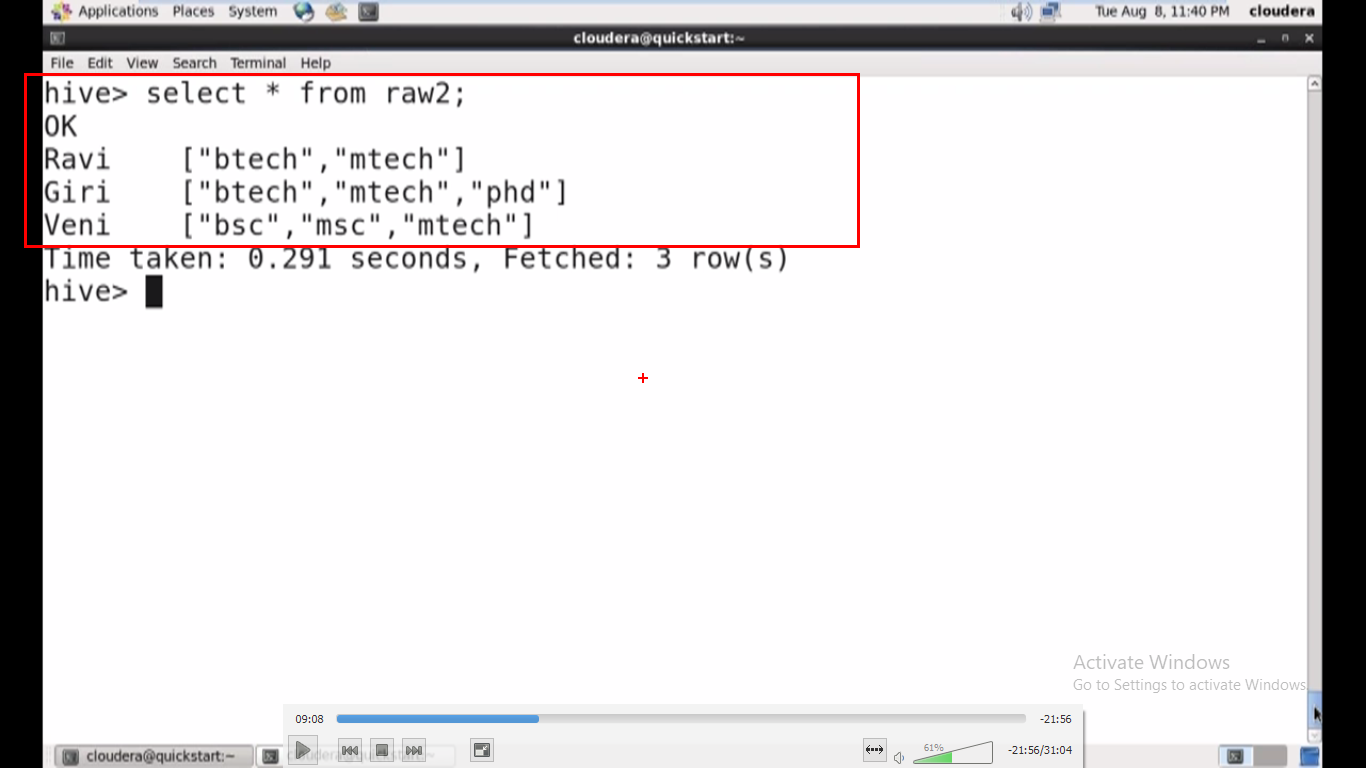 Applications Places System Tue Aug 8, 11:40 PM cloudera
cloudera@quickstart:~
File Edit View Search Terminal Help
hive> select * from raw2;
OK
Ravi ["btech","mtech"]
Giri ["btech","mtech","phd"]
Veni ["bsc","msc","mtech"]
Time taken: 0.291 seconds, Fetched: 3 row(s)
hive>
Activate Windows
Go to Settings to activate Windows
09:08 -21:56
61% -21:56/31:04
cloudera@quickstart:~ cloudera@quickstart:~